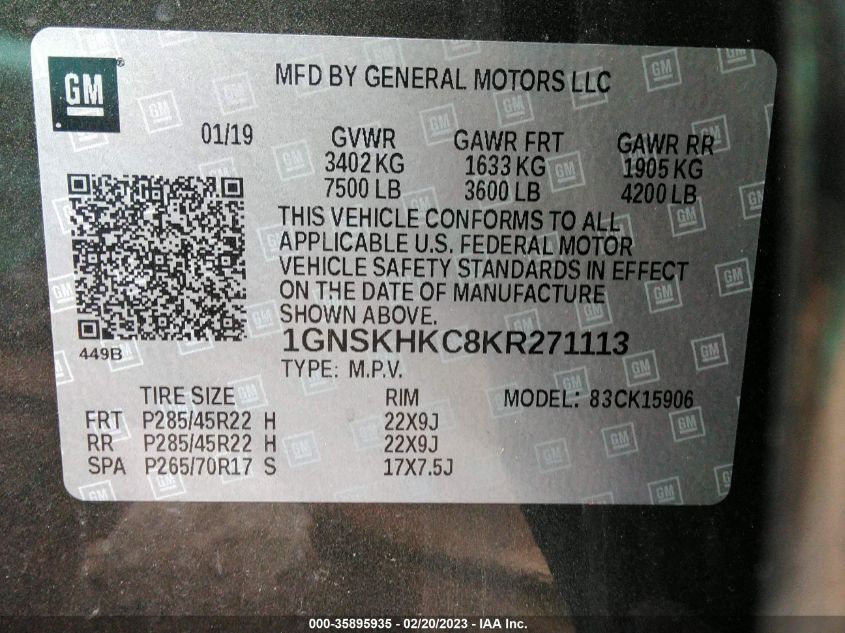 GM ®
MFD BY GENERAL MOTORS LLC
01/19 GVWR GAWR FRT GAWR RR
3402 KG 1633 KG 1905 KG
7500 LB 3600 LB 4200 LB
THIS VEHICLE CONFORMS TO ALL
APPLICABLE U.S. FEDERAL MOTOR
VEHICLE SAFETY STANDARDS IN EFFECT
ON THE DATE OF MANUFACTURE
SHOWN ABOVE.
1GNSKHKC8KR271113
449B
TYPE: M.P.V.
TIRE SIZE RIM MODEL: 83CK15906
FRT P285/45R22 H 22X9J
RR P285/45R22 H 22X9J
SPA P265/70R17 S 17X7.5J
000-35895935 - 02/20/2023 - IAA Inc.